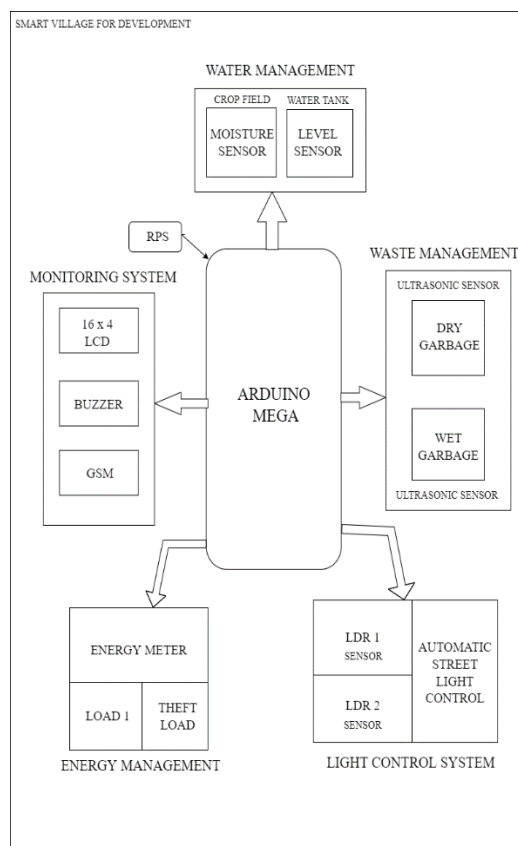 SMART VILLAGE FOR DEVELOPMENT
WATER MANAGEMENT
CROP FIELD
WATER TANK
MOISTURE
SENSOR
LEVEL
SENSOR
RPS
MONITORING SYSTEM
16 x 4
LCD
BUZZER
GSM
ARDUINO
MEGA
WASTE MANAGEMENT
ULTRASONIC SENSOR
DRY
GARBAGE
WET
GARBAGE
ULTRASONIC SENSOR
ENERGY METER
LOAD 1
THEFT
LOAD
ENERGY MANAGEMENT
LDR 1
SENSOR
LDR 2
SENSOR
AUTOMATIC
STREET
LIGHT
CONTROL
LIGHT CONTROL SYSTEM